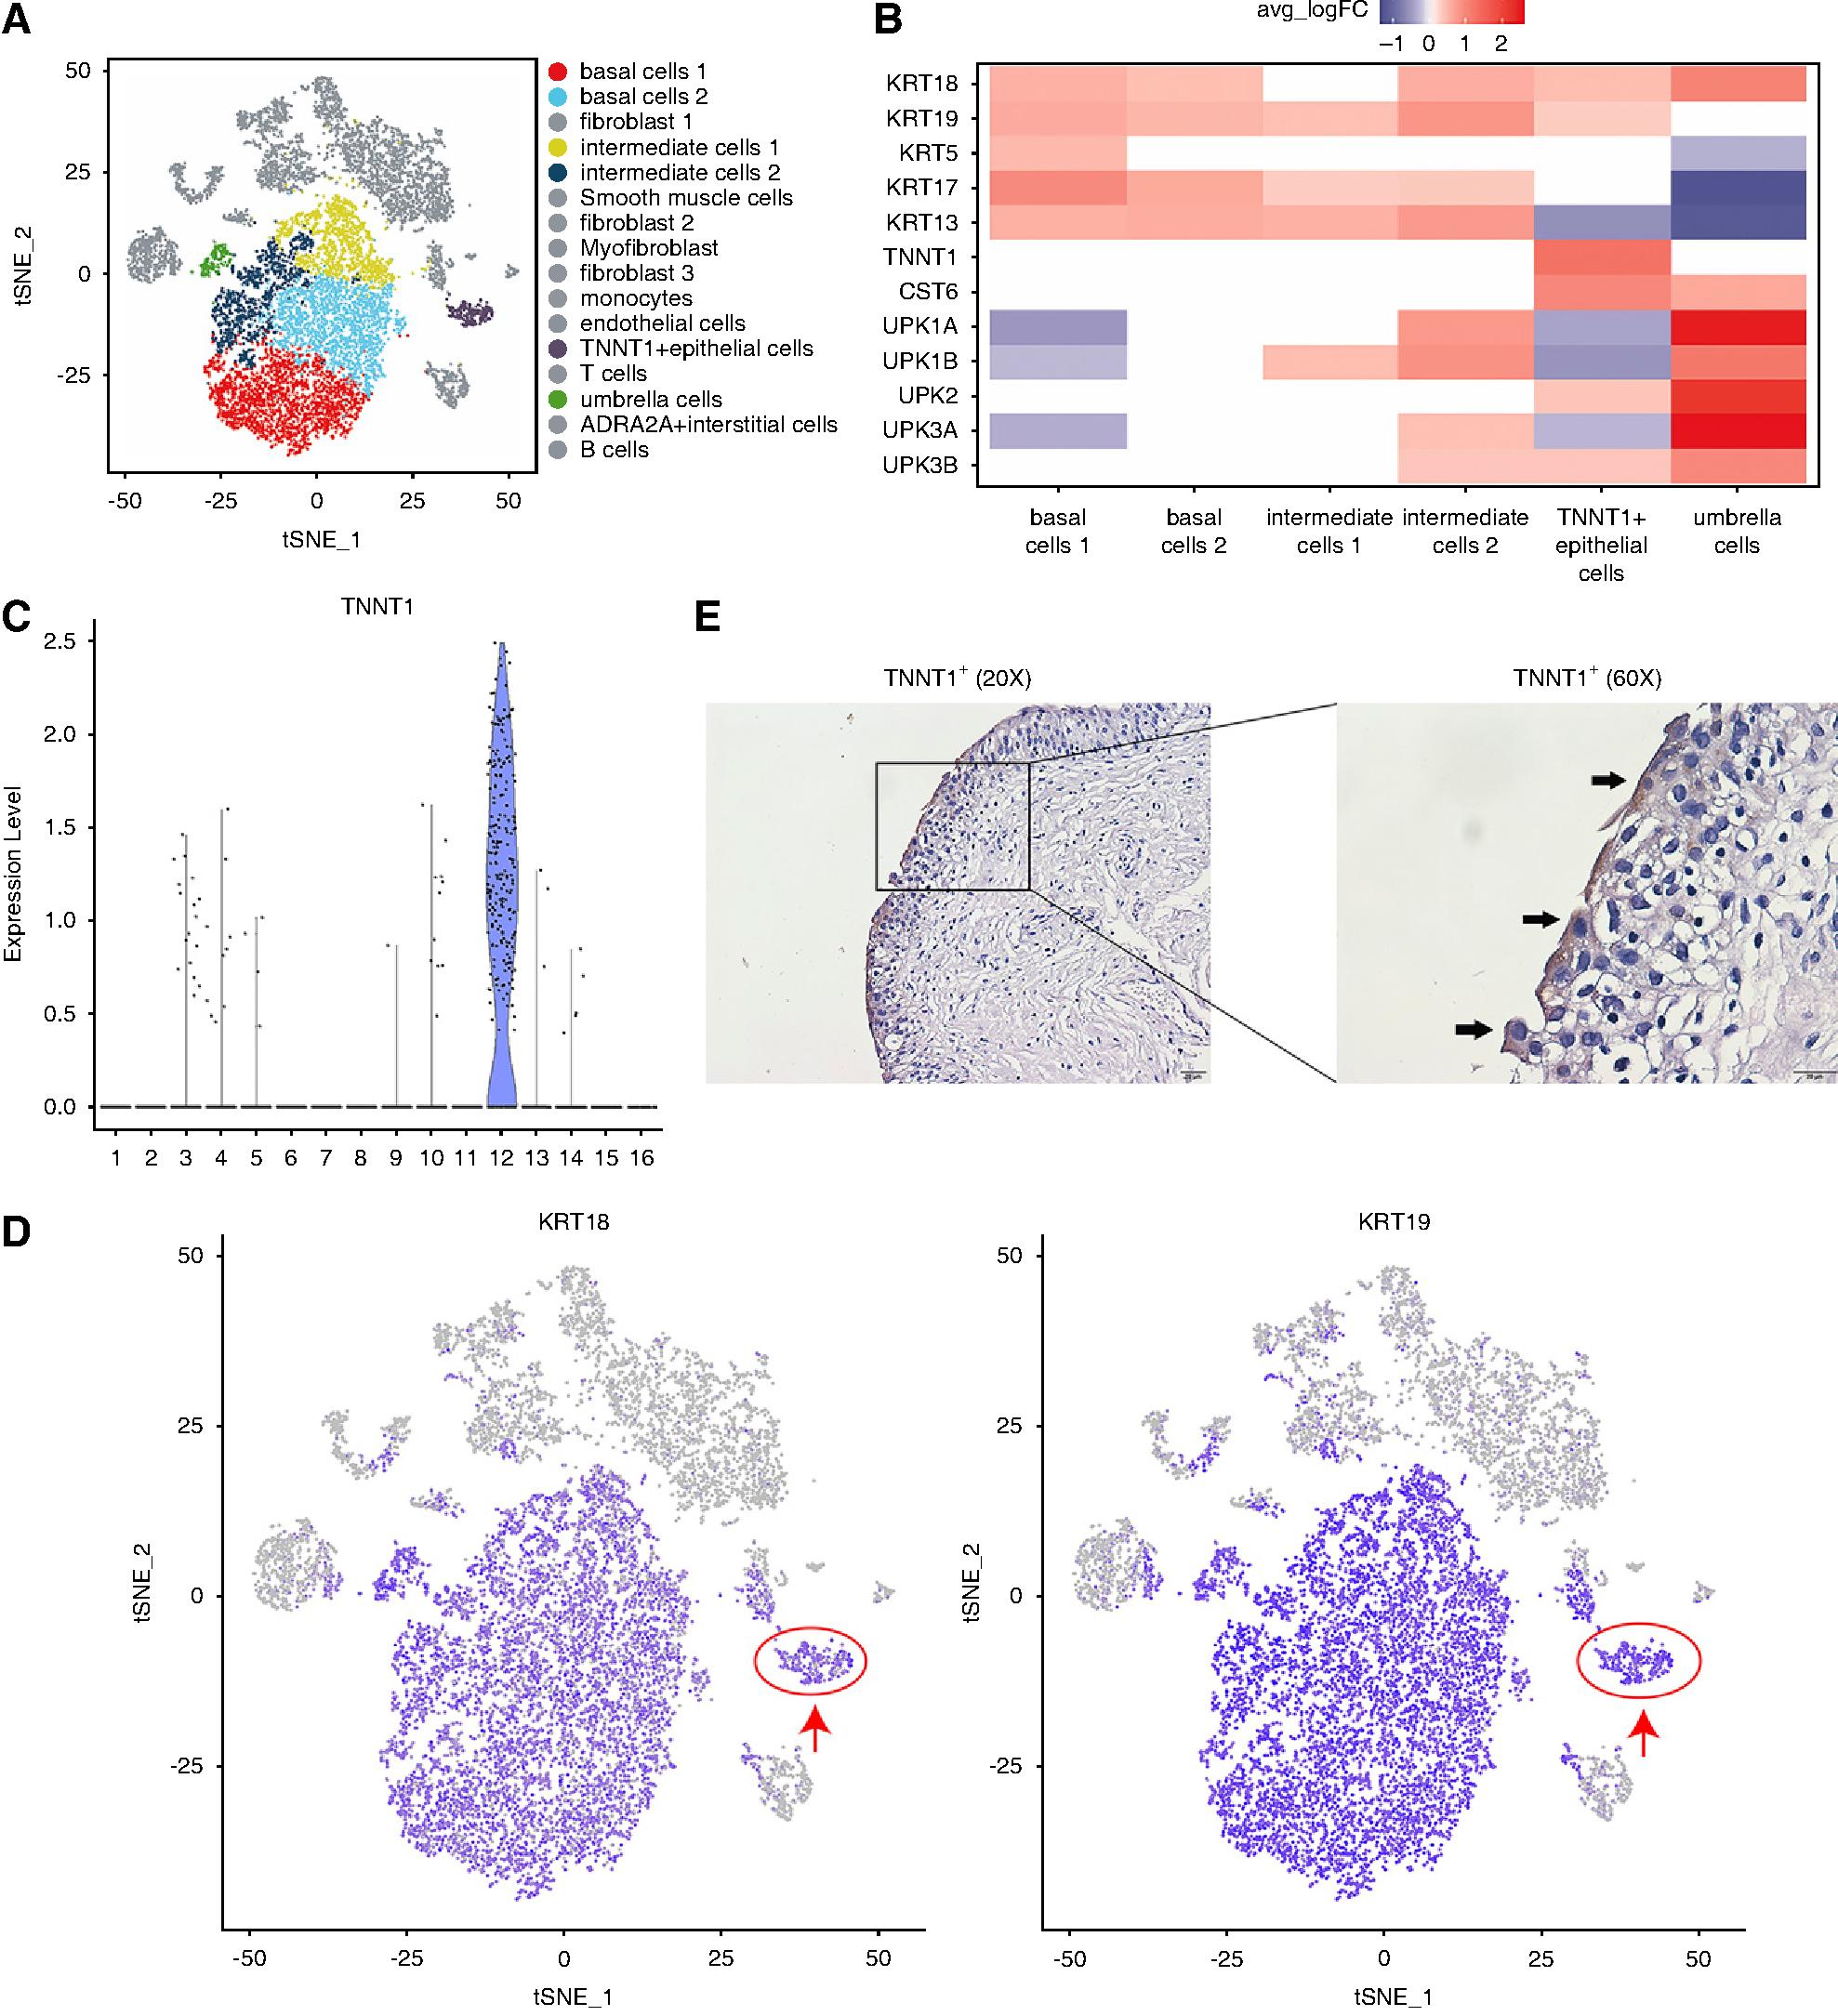 A
50
25
0
-25
tSNE_2
-50
-25
0
25
50
tSNE_1
basal cells 1
basal cells 2
fibroblast 1
intermediate cells 1
intermediate cells 2
Smooth muscle cells
fibroblast 2
Myofibroblast
fibroblast 3
monocytes
endothelial cells
TNNT1+epithelial cells
T cells
umbrella cells
ADRA2A+interstitial cells
B cells
B
avg_logFC
−1 0 1 2
KRT18
KRT19
KRT5
KRT17
KRT13
TNNT1
CST6
UPK1A
UPK1B
UPK2
UPK3A
UPK3B
basal
cells 1
basal
cells 2
intermediate
cells 1
intermediate
cells 2
TNNT1+
epithelial
cells
umbrella
cells
C
TNNT1
Expression Level
2.5
2.0
1.5
1.0
0.5
0.0
1 2 3 4 5 6 7 8 9 10 11 12 13 14 15 16
E
TNNT1+ (20X)
TNNT1+ (60X)
20 µm
D
KRT18
50
25
0
-25
tSNE_2
-50 -25 0 25 50
tSNE_1
KRT19
50
25
0
-25
tSNE_2
-50 -25 0 25 50
tSNE_1